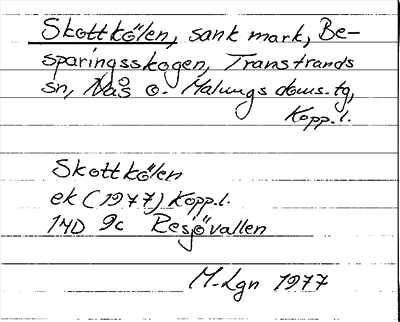 Skottkölen, sank mark, Be-
sparingsskogen, Transtrands
sn, Nås o. Malungs doms.tg,
Kopp.l.
Skottkölen
ek (1977) Kopp.l.
14D 9c Resjövallen
M-Lgn 1977